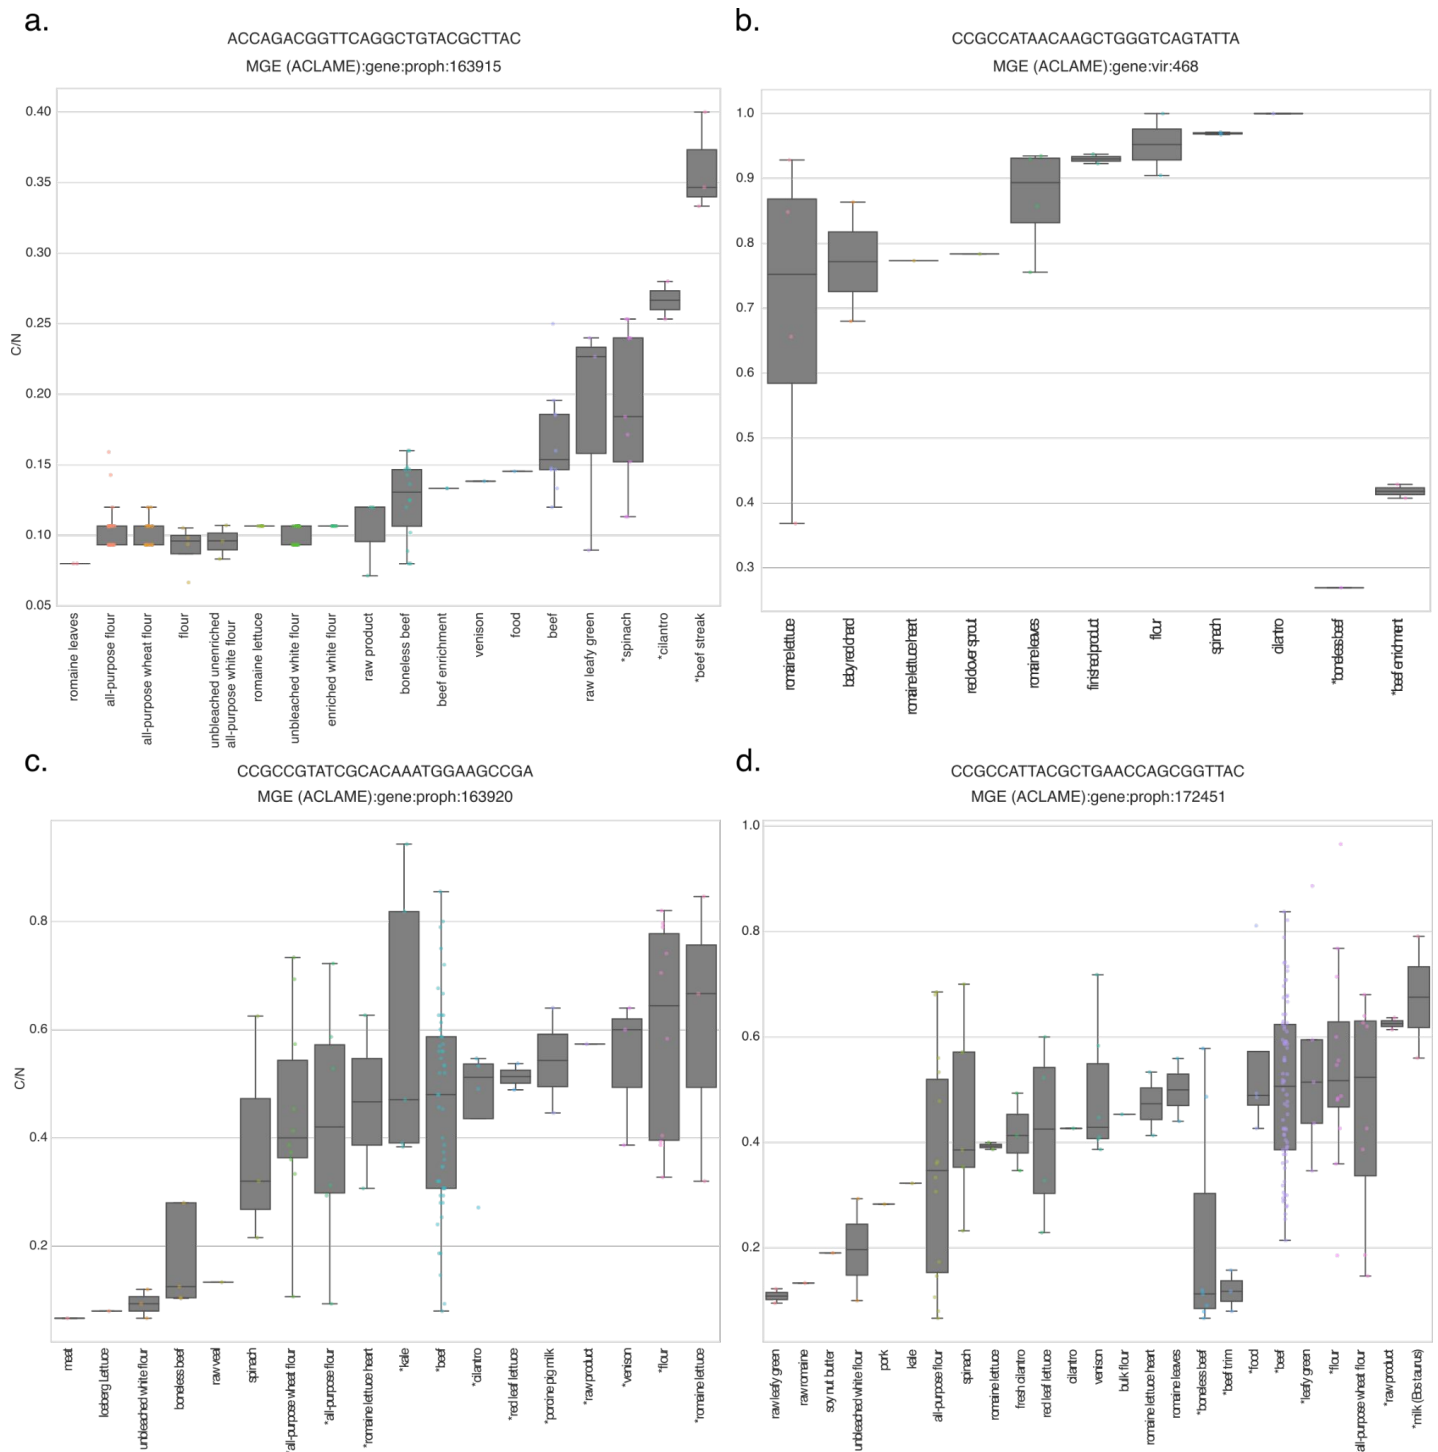 a.
ACCAGACGGTTCAGGCTGTACGCTTAC
MGE (ACLAME):gene:proph:163915
0.40
0.35
0.30
0.25
0.20
0.15
0.10
0.05
C/N
romaine leaves
all-purpose flour
all-purpose wheat flour
flour
unbleached unenriched
all-purpose white flour
romaine lettuce
unbleached white flour
enriched white flour
raw product
boneless beef
beef enrichment
venison
food
beef
raw leafy green
*spinach
*cilantro
*beef streak
b.
CCGCCATAACAAGCTGGGTCAGTATTA
MGE (ACLAME):gene:vir:468
1.0
0.9
0.8
0.7
0.6
0.5
0.4
0.3
romaine lettuce
baby red chard
romaine lettuce heart
red clover sprout
romaine leaves
finished product
flour
spinach
cilantro
*boneless beef
*beef enrichment
c.
CCGCCGTATCGCACAAATGGAAGCCGA
MGE (ACLAME):gene:proph:163920
0.8
0.6
0.4
0.2
C/N
meat
Iceberg Lettuce
unbleached white flour
boneless beef
raw veal
spinach
*all-purpose wheat flour
*all-purpose flour
*romaine lettuce heart
*kale
*beef
*cilantro
*red leaf lettuce
*porcine pig milk
*raw product
*venison
*flour
*romaine lettuce
d.
CCGCCATTACGCTGAACCAGCGGTTAC
MGE (ACLAME):gene:proph:172451
1.0
0.8
0.6
0.4
0.2
raw leafy green
raw romaine
soy nut butter
unbleached white flour
pork
kale
all-purpose flour
spinach
romaine lettuce
fresh cilantro
red leaf lettuce
cilantro
venison
bulk flour
romaine lettuce heart
romaine leaves
*boneless beef
*beef trim
*food
*beef
*leafy green
*flour
all-purpose wheat flour
*raw product
*milk (Bos taurus)